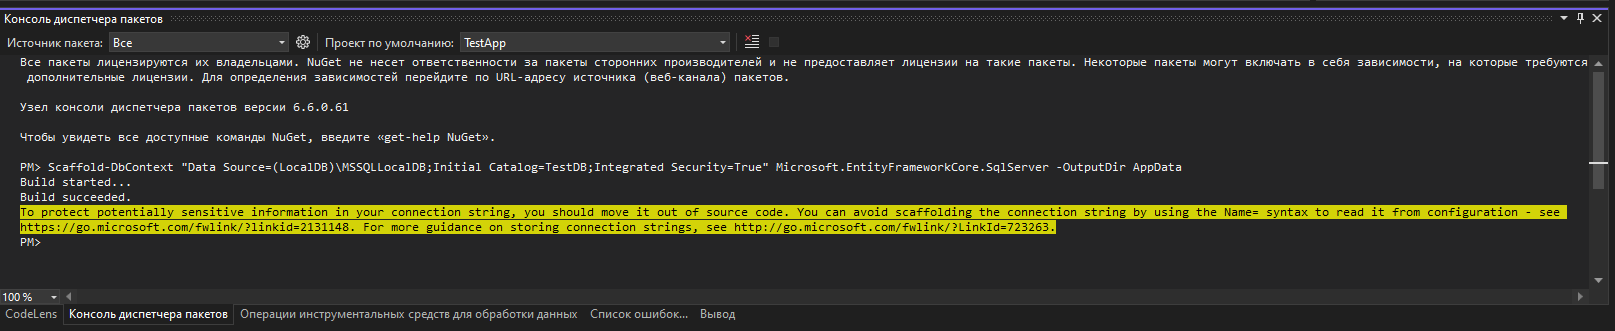 Консоль диспетчера пакетов
Источник пакета: Все Проект по умолчанию: TestApp
Все пакеты лицензируются их владельцами. NuGet не несет ответственности за пакеты сторонних производителей и не предоставляет лицензии на такие пакеты. Некоторые пакеты могут включать в себя зависимости, на которые требуются
дополнительные лицензии. Для определения зависимостей перейдите по URL-адресу источника (веб-канала) пакетов.
Узел консоли диспетчера пакетов версии 6.6.0.61
Чтобы увидеть все доступные команды NuGet, введите «get-help NuGet».
PM> Scaffold-DbContext "Data Source=(LocalDB)\MSSQLLocalDB;Initial Catalog=TestDB;Integrated Security=True" Microsoft.EntityFrameworkCore.SqlServer -OutputDir AppData
Build started...
Build succeeded.
To protect potentially sensitive information in your connection string, you should move it out of source code. You can avoid scaffolding the connection string by using the Name= syntax to read it from configuration - see
https://go.microsoft.com/fwlink/?linkid=2131148. For more guidance on storing connection strings, see http://go.microsoft.com/fwlink/?LinkId=723263.
PM>
100 %
CodeLens Консоль диспетчера пакетов Операции инструментальных средств для обработки данных Список ошибок... Вывод